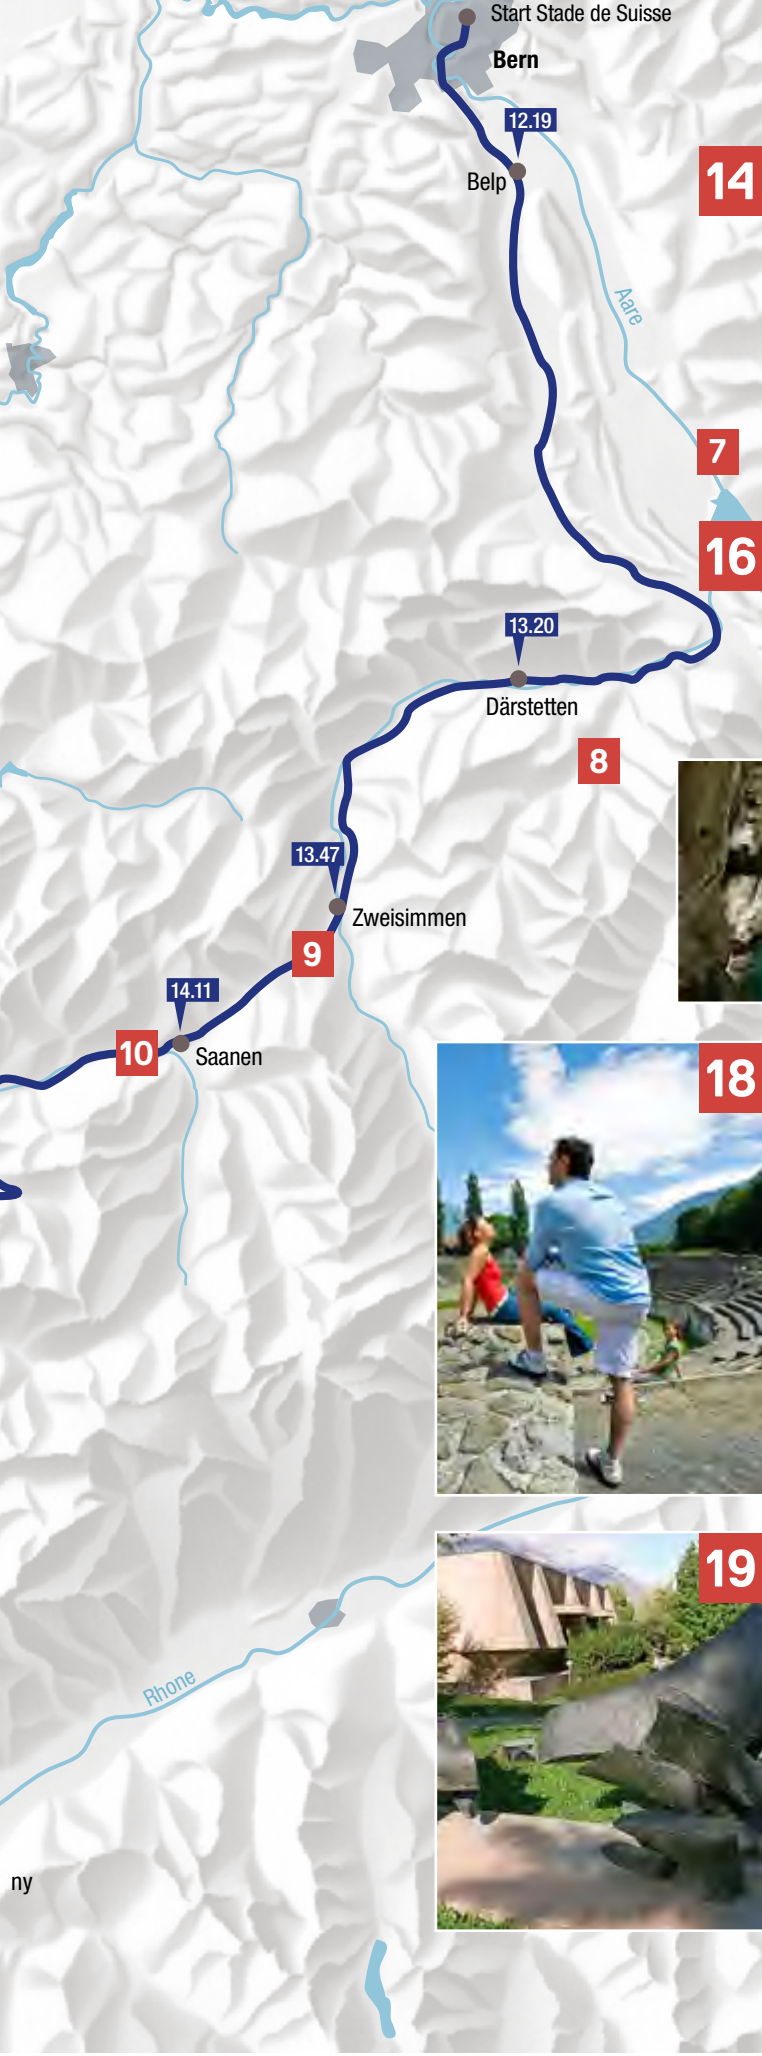 Start Stade de Suisse
Bern
12.19
Belp
14
Aare
7
16
13.20
Därstetten
8
13.47
Zweisimmen
9
14.11
10
Saanen
18
19
Rhone
ny